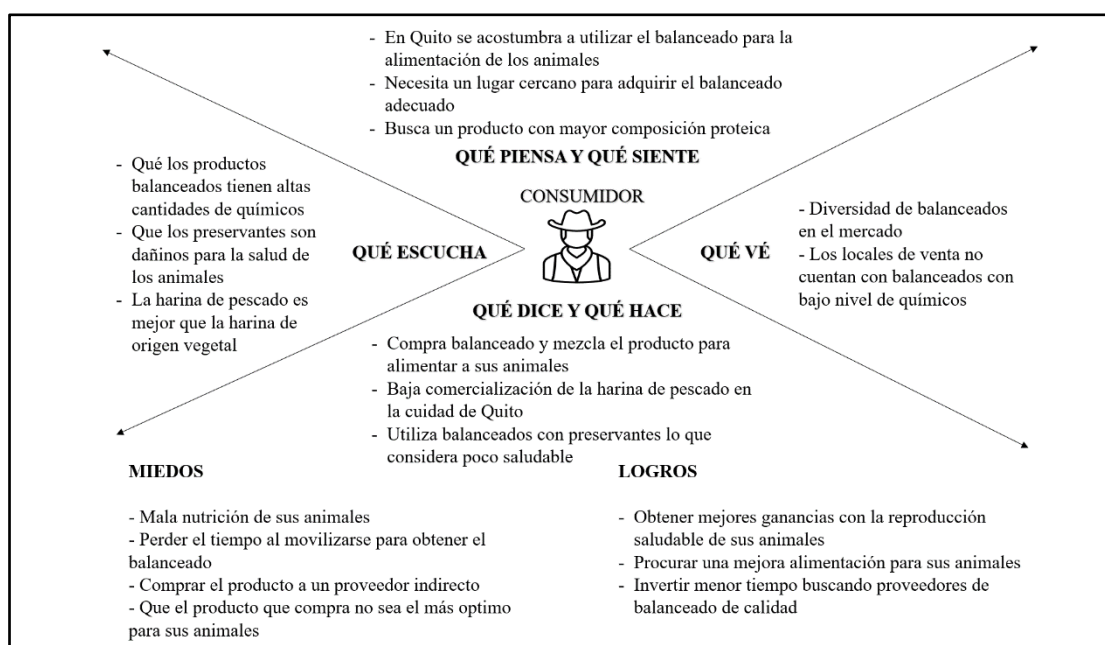 - En Quito se acostumbra a utilizar el balanceado para la
alimentación de los animales
- Necesita un lugar cercano para adquirir el balanceado
adecuado
- Busca un producto con mayor composición proteica
QUÉ PIENSA Y QUÉ SIENTE
CONSUMIDOR
- Qué los productos
balanceados tienen altas
cantidades de químicos
- Que los preservantes son
dañinos para la salud de
los animales
- La harina de pescado es
mejor que la harina de
origen vegetal
QUÉ ESCUCHA
QUÉ VÉ
- Diversidad de balanceados
en el mercado
- Los locales de venta no
cuentan con balanceados con
bajo nivel de químicos
QUÉ DICE Y QUÉ HACE
- Compra balanceado y mezcla el producto para
alimentar a sus animales
- Baja comercialización de la harina de pescado en
la cuidad de Quito
- Utiliza balanceados con preservantes lo que
considera poco saludable
MIEDOS
- Mala nutrición de sus animales
- Perder el tiempo al movilizarse para obtener el
balanceado
- Comprar el producto a un proveedor indirecto
- Que el producto que compra no sea el más optimo
para sus animales
LOGROS
- Obtener mejores ganancias con la reproducción
saludable de sus animales
- Procurar una mejora alimentación para sus animales
- Invertir menor tiempo buscando proveedores de
balanceado de calidad